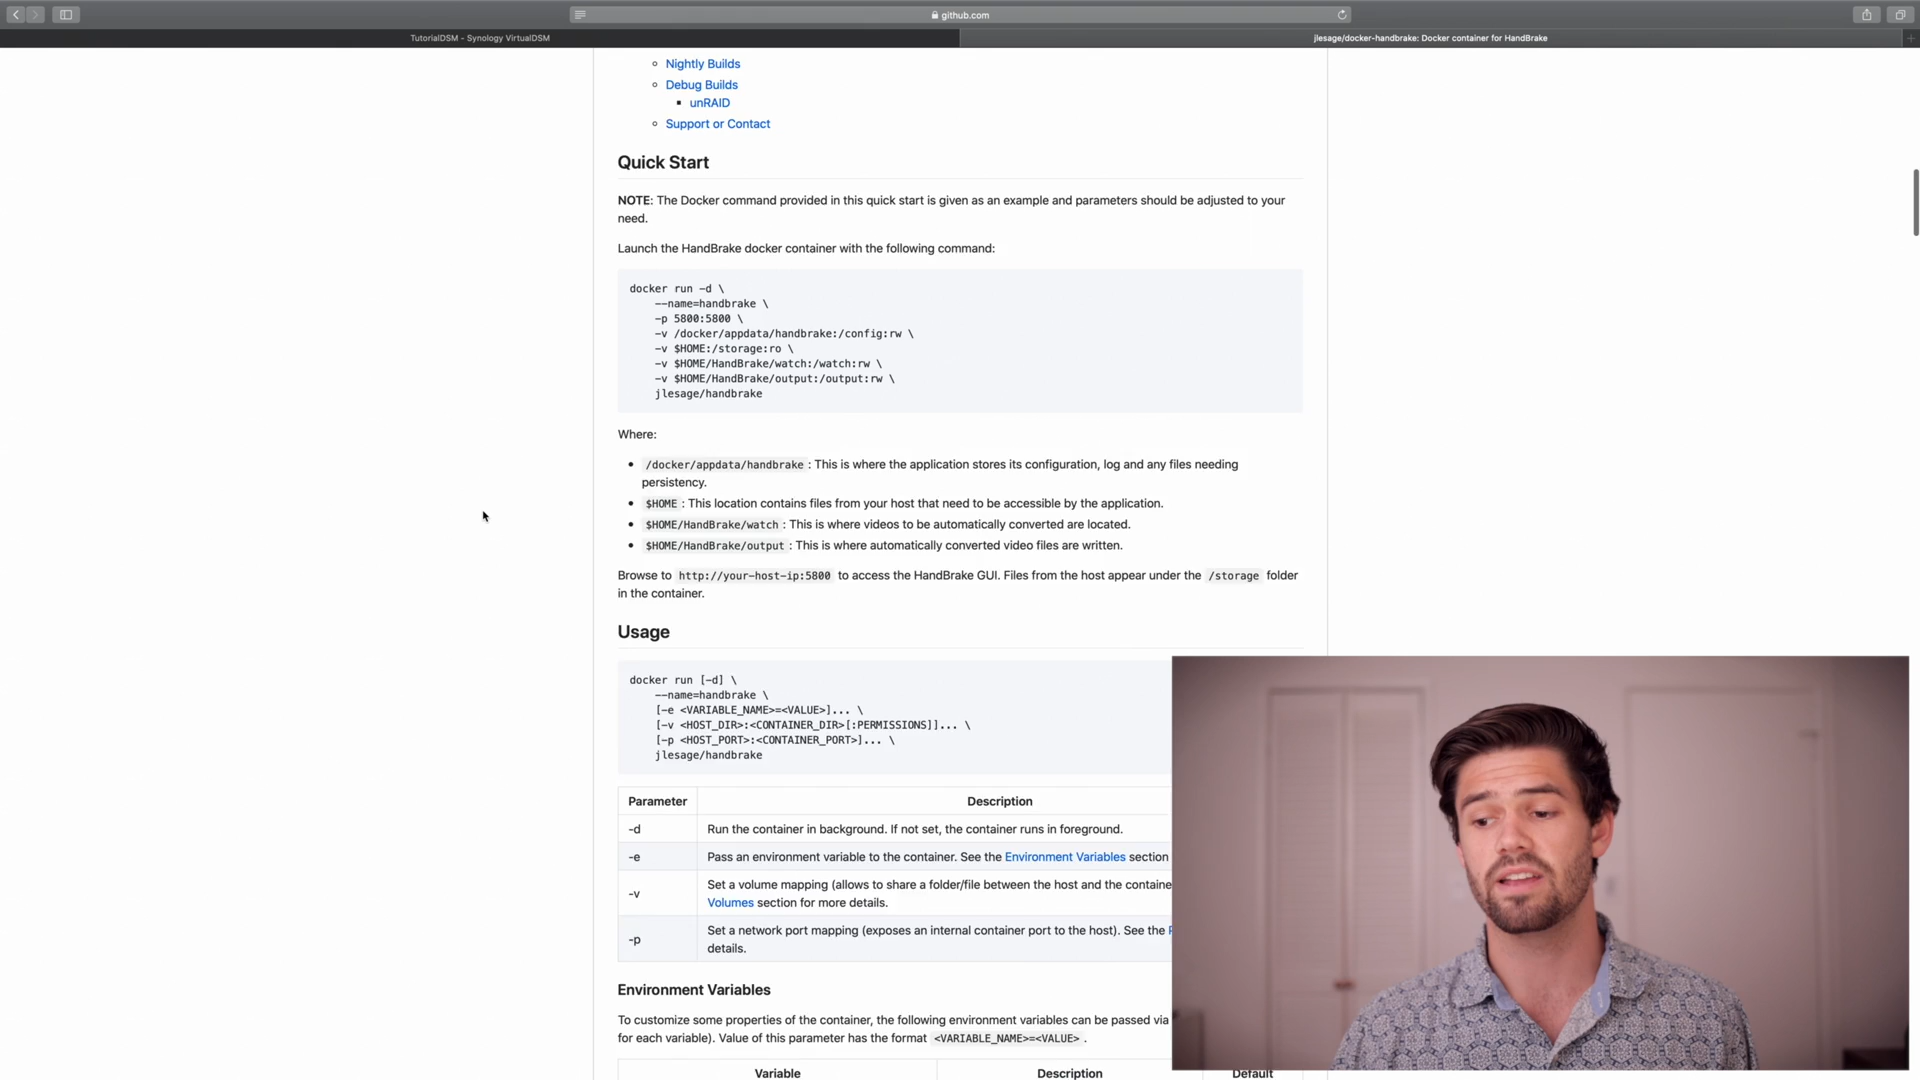 github.com
TutorialDSM - Synology VirtualDSM
jlesage/docker-handbrake: Docker container for HandBrake
Nightly Builds
Debug Builds
unRAID
Support or Contact
Quick Start
NOTE: The Docker command provided in this quick start is given as an example and parameters should be adjusted to your
need.
Launch the HandBrake docker container with the following command:
docker run -d \
--name=handbrake \
-p 5800:5800 \
-v /docker/appdata/handbrake:/config:rw \
-v $HOME:/storage:ro \
-v $HOME/HandBrake/watch:/watch:rw \
-v $HOME/HandBrake/output:/output:rw \
jlesage/handbrake
Where:
/docker/appdata/handbrake : This is where the application stores its configuration, log and any files needing
persistency.
$HOME : This location contains files from your host that need to be accessible by the application.
$HOME/HandBrake/watch : This is where videos to be automatically converted are located.
$HOME/HandBrake/output : This is where automatically converted video files are written.
Browse to http://your-host-ip:5800 to access the HandBrake GUI. Files from the host appear under the /storage folder
in the container.
Usage
docker run [-d] \
--name=handbrake \
[-e <VARIABLE_NAME>=<VALUE>]... \
[-v <HOST_DIR>:<CONTAINER_DIR>[:PERMISSIONS]]... \
[-p <HOST_PORT>:<CONTAINER_PORT>]... \
jlesage/handbrake
Parameter Description
-d Run the container in background. If not set, the container runs in foreground.
-e Pass an environment variable to the container. See the Environment Variables section
-v Set a volume mapping (allows to share a folder/file between the host and the containe
Volumes section for more details.
-p Set a network port mapping (exposes an internal container port to the host). See the
details.
Environment Variables
To customize some properties of the container, the following environment variables can be passed via
for each variable). Value of this parameter has the format <VARIABLE_NAME>=<VALUE> .
Variable Description Default